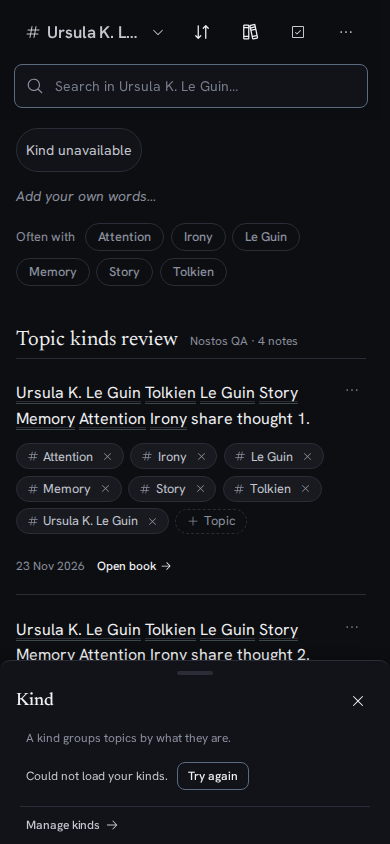 # Ursula K. L...
Search in Ursula K. Le Guin...
Kind unavailable
Add your own words...
Often with Attention Irony Le Guin
Memory Story Tolkien
Topic kinds review Nostos QA · 4 notes
Ursula K. Le Guin Tolkien Le Guin Story
Memory Attention Irony share thought 1.
# Attention × # Irony × # Le Guin ×
# Memory × # Story × # Tolkien ×
# Ursula K. Le Guin × + Topic
23 Nov 2026 Open book →
Ursula K. Le Guin Tolkien Le Guin Story
Memory Attention Irony share thought 2.
Kind
A kind groups topics by what they are.
Could not load your kinds. Try again
Manage kinds →